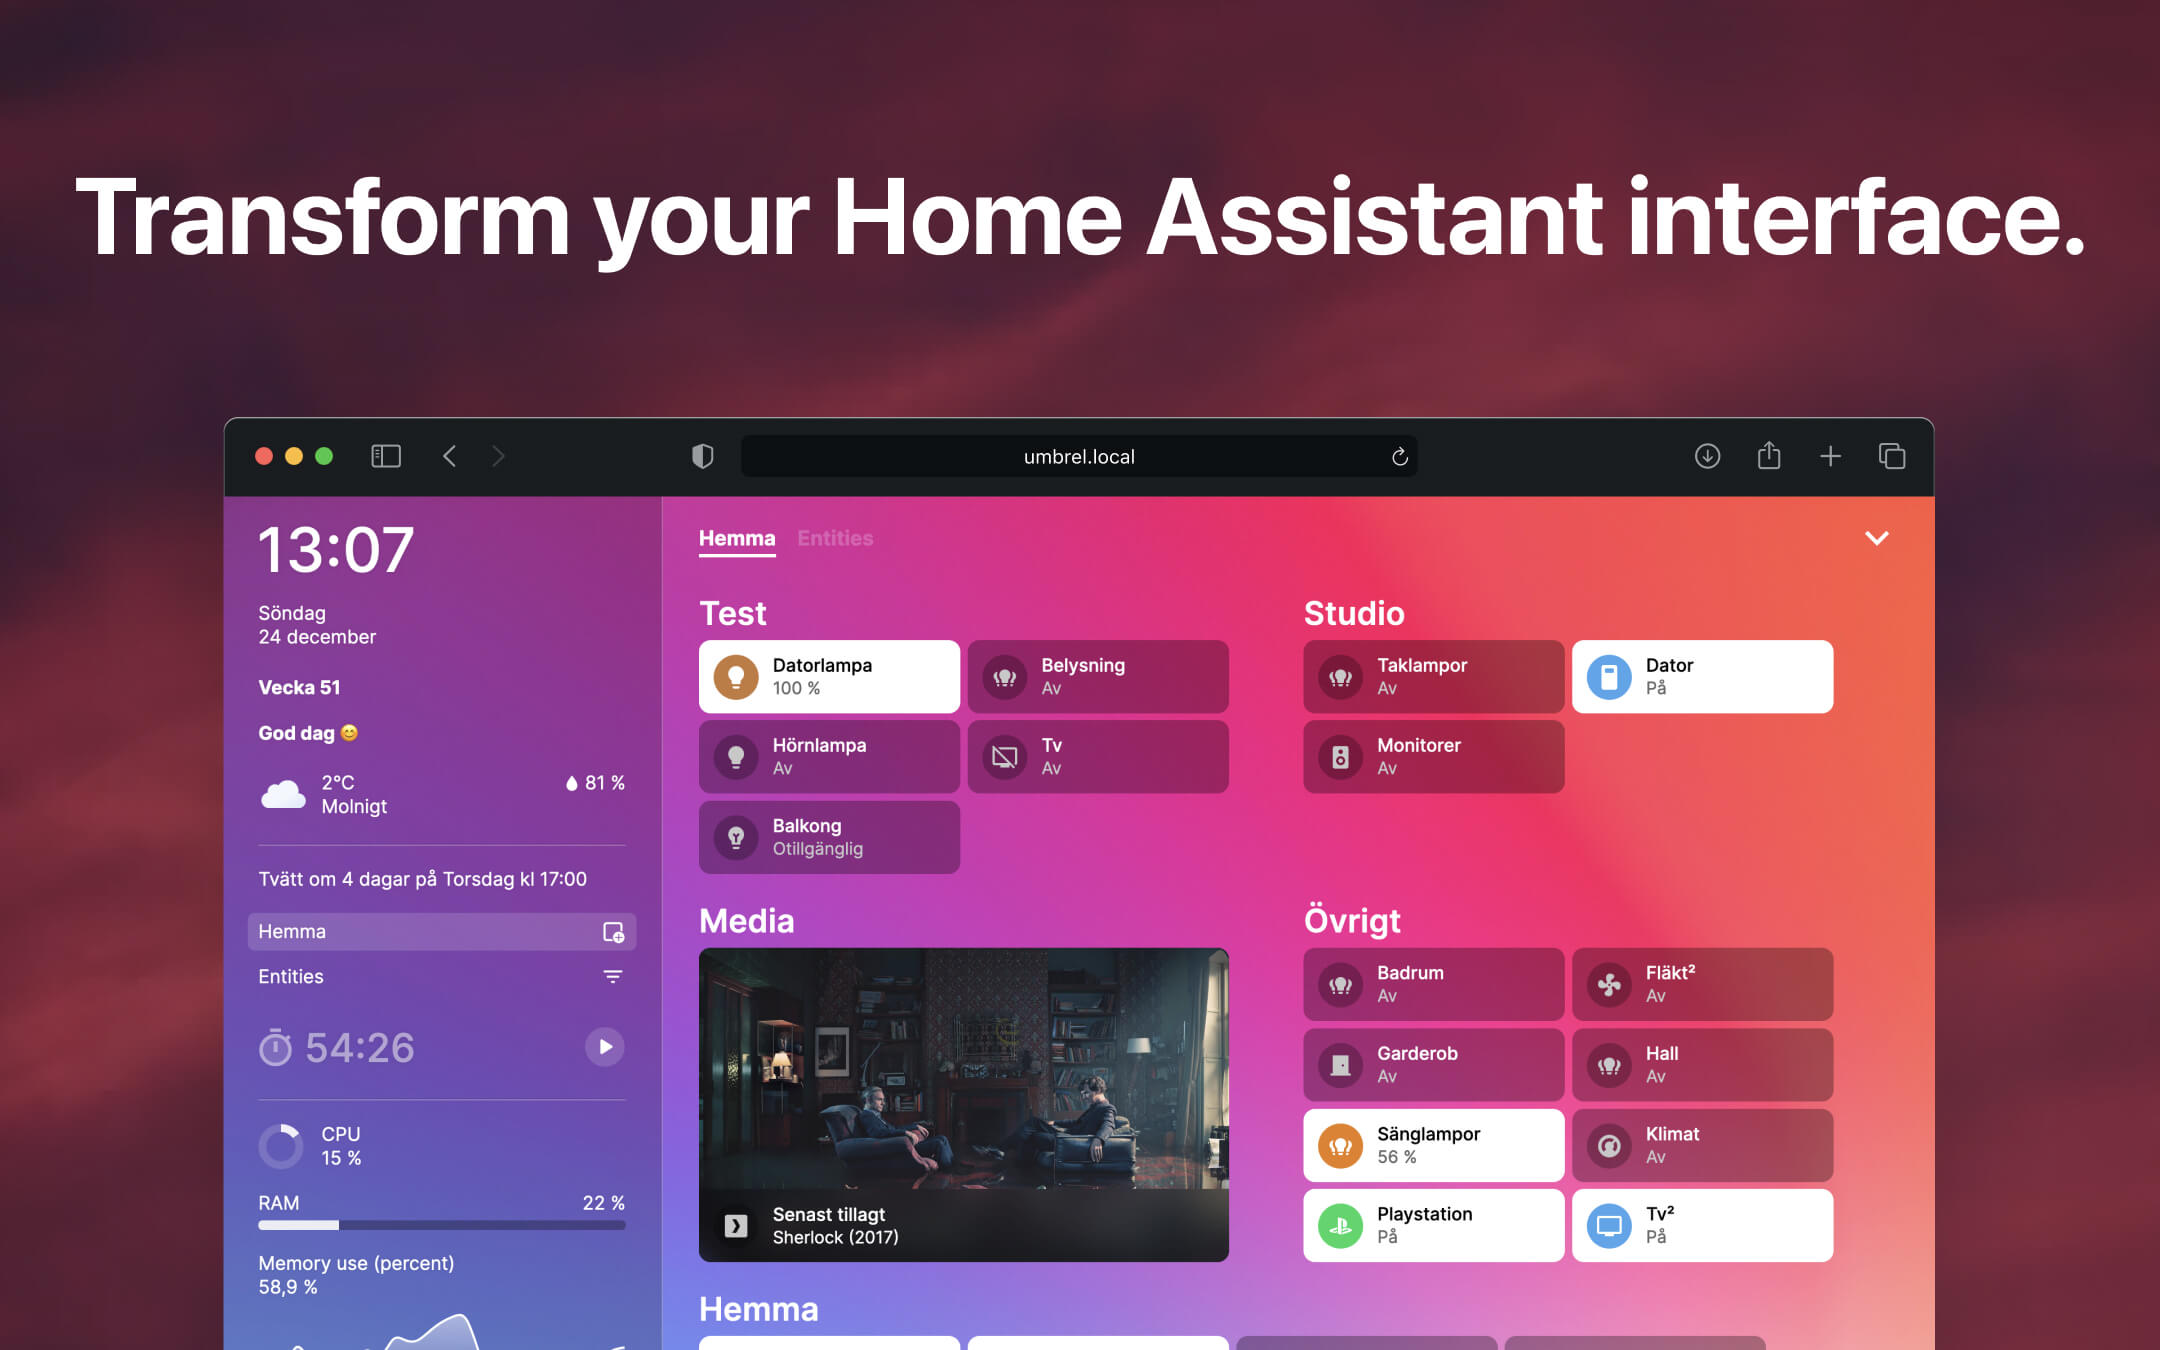 Transform your Home Assistant interface.
umbrel.local
13:07
Söndag
24 december
Vecka 51
God dag 😊
2°C
Molnigt
81 %
Tvätt om 4 dagar på Torsdag kl 17:00
Hemma
Entities
54:26
CPU
15 %
RAM
22 %
Memory use (percent)
58,9 %
Hemma
Entities
Test
Datorlampa
100 %
Belysning
Av
Hörnlampa
Av
Tv
Av
Balkong
Otillgänglig
Studio
Taklampor
Av
Dator
På
Monitorer
Av
Media
Senast tillagt
Sherlock (2017)
Övrigt
Badrum
Av
Fläkt²
Av
Garderob
Av
Hall
Av
Sänglampor
56 %
Klimat
Av
Playstation
På
Tv²
På
Hemma